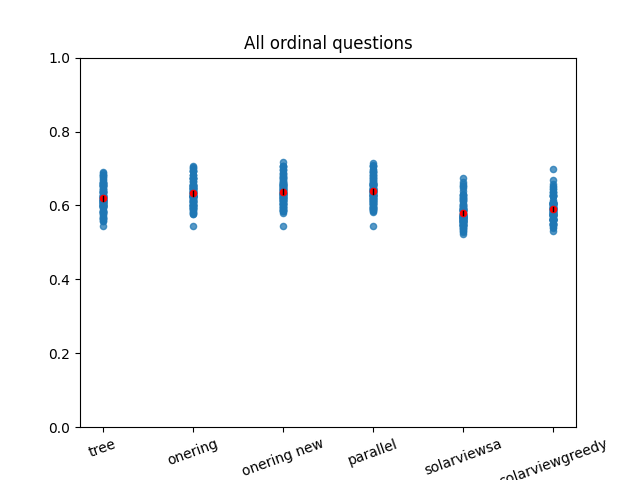 All ordinal questions
1.0
0.8
0.6
0.4
0.2
0.0
tree
onering
onering new
parallel
solarviewsa
solarviewgreedy